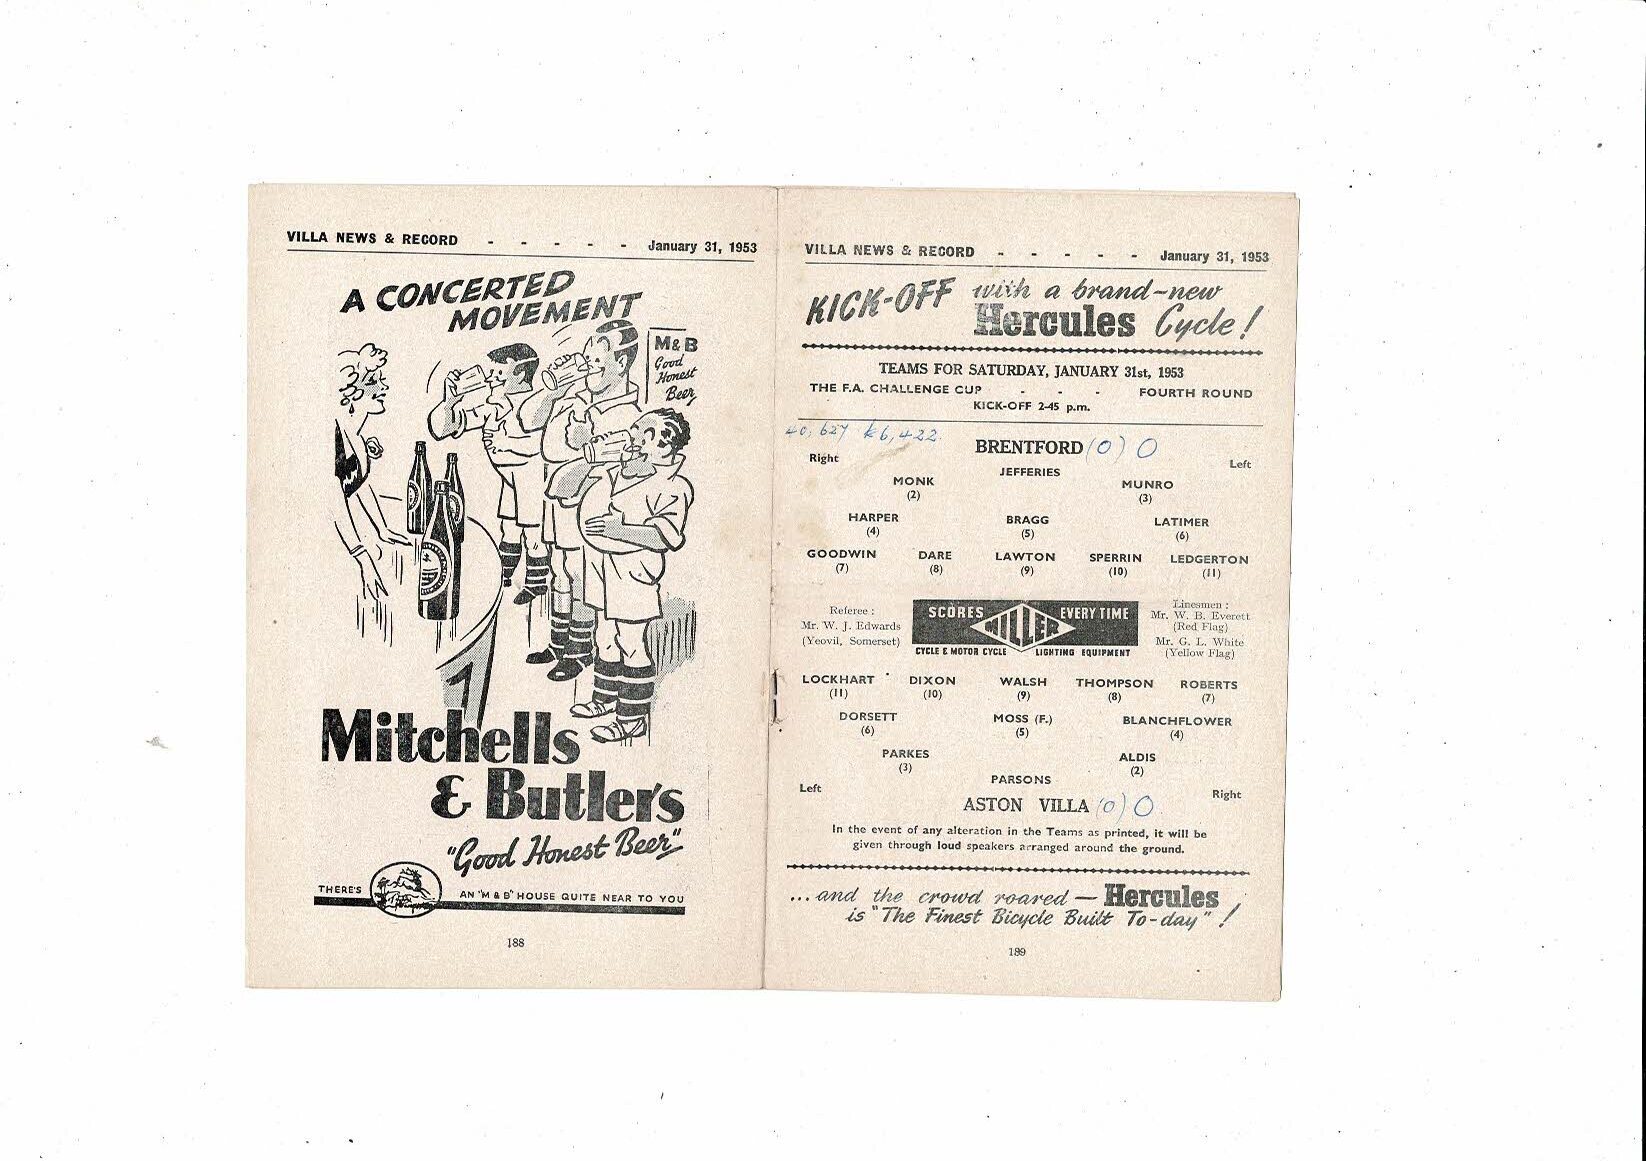 VILLA NEWS & RECORD - - - - - January 31, 1953
A CONCERTED
MOVEMENT
M&B
Good
Honest
Beer
Mitchells
& Butler's
"Good Honest Beer"
THERE'S AN "M & B" HOUSE QUITE NEAR TO YOU
188
VILLA NEWS & RECORD - - - - - January 31, 1953
KICK-OFF with a brand-new
Hercules Cycle!
TEAMS FOR SATURDAY, JANUARY 31st, 1953
THE F.A. CHALLENGE CUP - - - FOURTH ROUND
KICK-OFF 2-45 p.m.
40,627 £6,422
BRENTFORD (0) 0
Right Left
JEFFERIES
MONK MUNRO
(2) (3)
HARPER BRAGG LATIMER
(4) (5) (6)
GOODWIN DARE LAWTON SPERRIN LEDGERTON
(7) (8) (9) (10) (11)
Referee :
Mr. W. J. Edwards
(Yeovil, Somerset)
SCORES MILLER EVERY TIME
CYCLE & MOTOR CYCLE LIGHTING EQUIPMENT
Linesmen :
Mr. W. B. Everett
(Red Flag)
Mr. G. L. White
(Yellow Flag)
LOCKHART DIXON WALSH THOMPSON ROBERTS
(11) (10) (9) (8) (7)
DORSETT MOSS (F.) BLANCHFLOWER
(6) (5) (4)
PARKES ALDIS
(3) (2)
PARSONS
Left Right
ASTON VILLA (0) 0
In the event of any alteration in the Teams as printed, it will be
given through loud speakers arranged around the ground.
...and the crowd roared — Hercules
is "The Finest Bicycle Built To-day" !
189